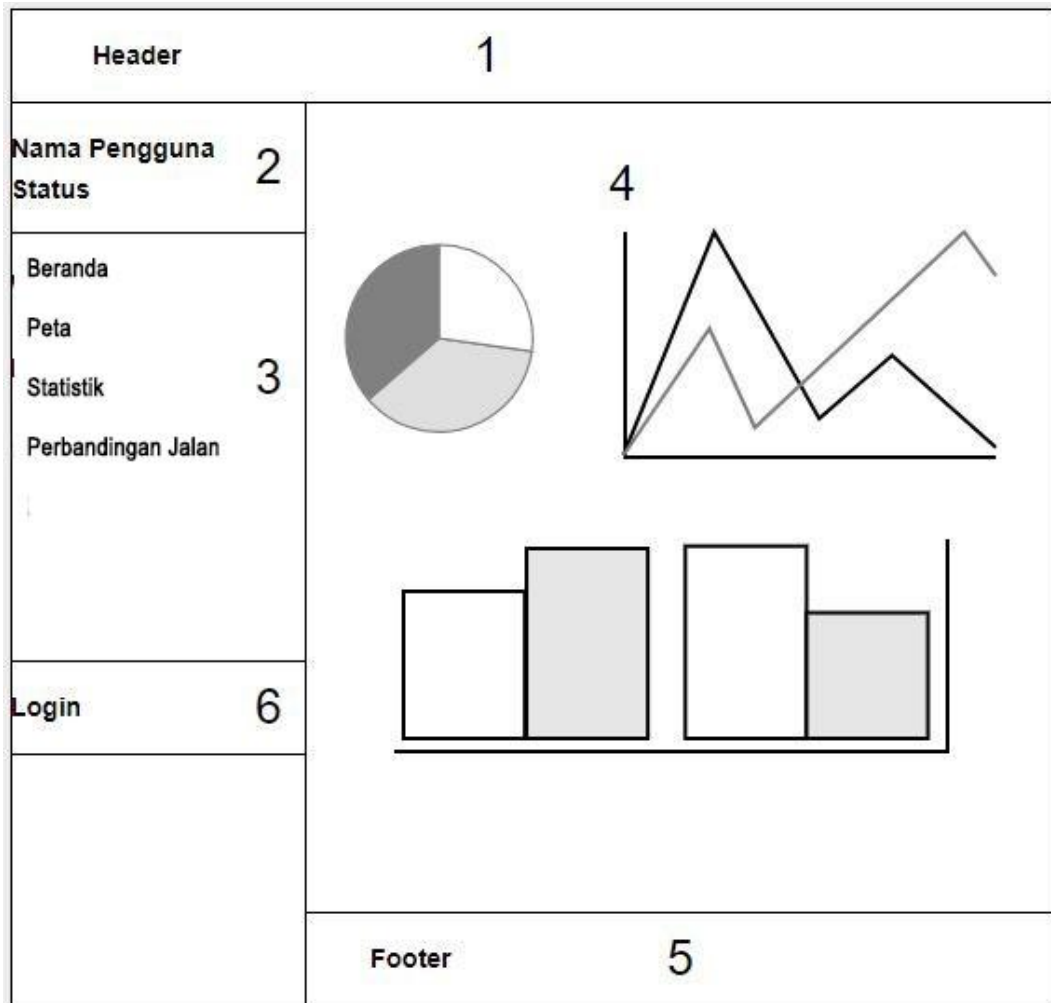 Header 1
Nama Pengguna
Status
2
Beranda
Peta
Statistik
Perbandingan Jalan
3
4
Login 6
Footer 5